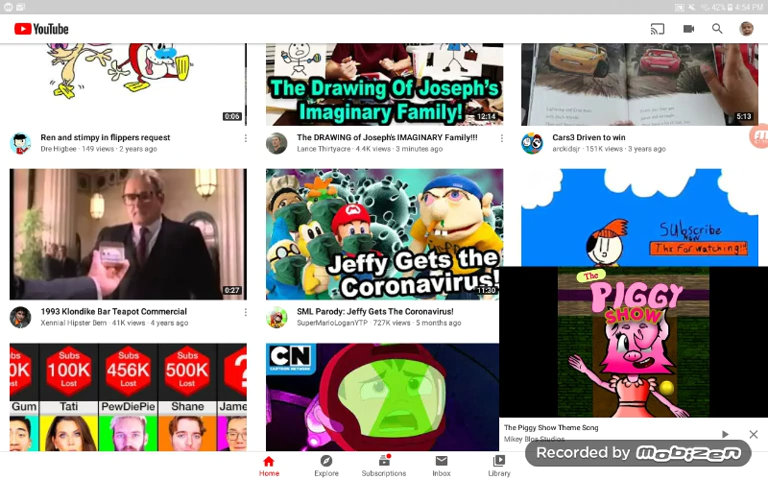 42% 4:54 PM
YouTube
The Drawing Of Joseph's
Imaginary Family!
0:06
12:14
5:13
Ren and stimpy in flippers request
Dre Higbee · 149 views · 2 years ago
The DRAWING of Joseph's IMAGINARY Family!!!
Lance Thirtyacre · 4.4K views · 3 minutes ago
Cars3 Driven to win
arckidsjr · 151K views · 3 years ago
Jeffy Gets the
Coronavirus!
0:27
11:30
Subscribe
NOW
Thx for watching!!
1993 Klondike Bar Teapot Commercial
Xennial Hipster Dem · 41K views · 4 years ago
SML Parody: Jeffy Gets The Coronavirus!
SuperMarioLoganYTP · 727K views · 5 months ago
The
PIGGY
SHOW
Subs Subs Subs Subs
0K 100K 456K 500K ?
Lost Lost Lost Lost
Gum Tati PewDiePie Shane Jame
CN
CARTOON NETWORK
The Piggy Show Theme Song
Mikey Blps Studios
Recorded by mobizen
Home Explore Subscriptions Inbox Library